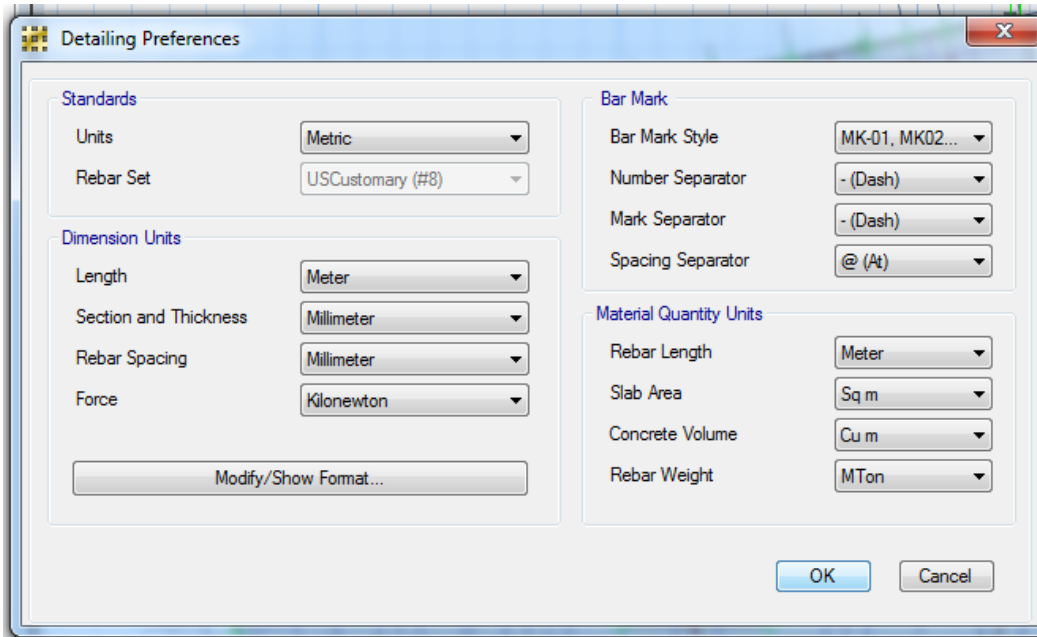 Detailing Preferences
Standards
Units Metric
Rebar Set USCustomary (#8)
Dimension Units
Length Meter
Section and Thickness Millimeter
Rebar Spacing Millimeter
Force Kilonewton
Modify/Show Format...
Bar Mark
Bar Mark Style MK-01, MK02...
Number Separator - (Dash)
Mark Separator - (Dash)
Spacing Separator @ (At)
Material Quantity Units
Rebar Length Meter
Slab Area Sq m
Concrete Volume Cu m
Rebar Weight MTon
OK Cancel